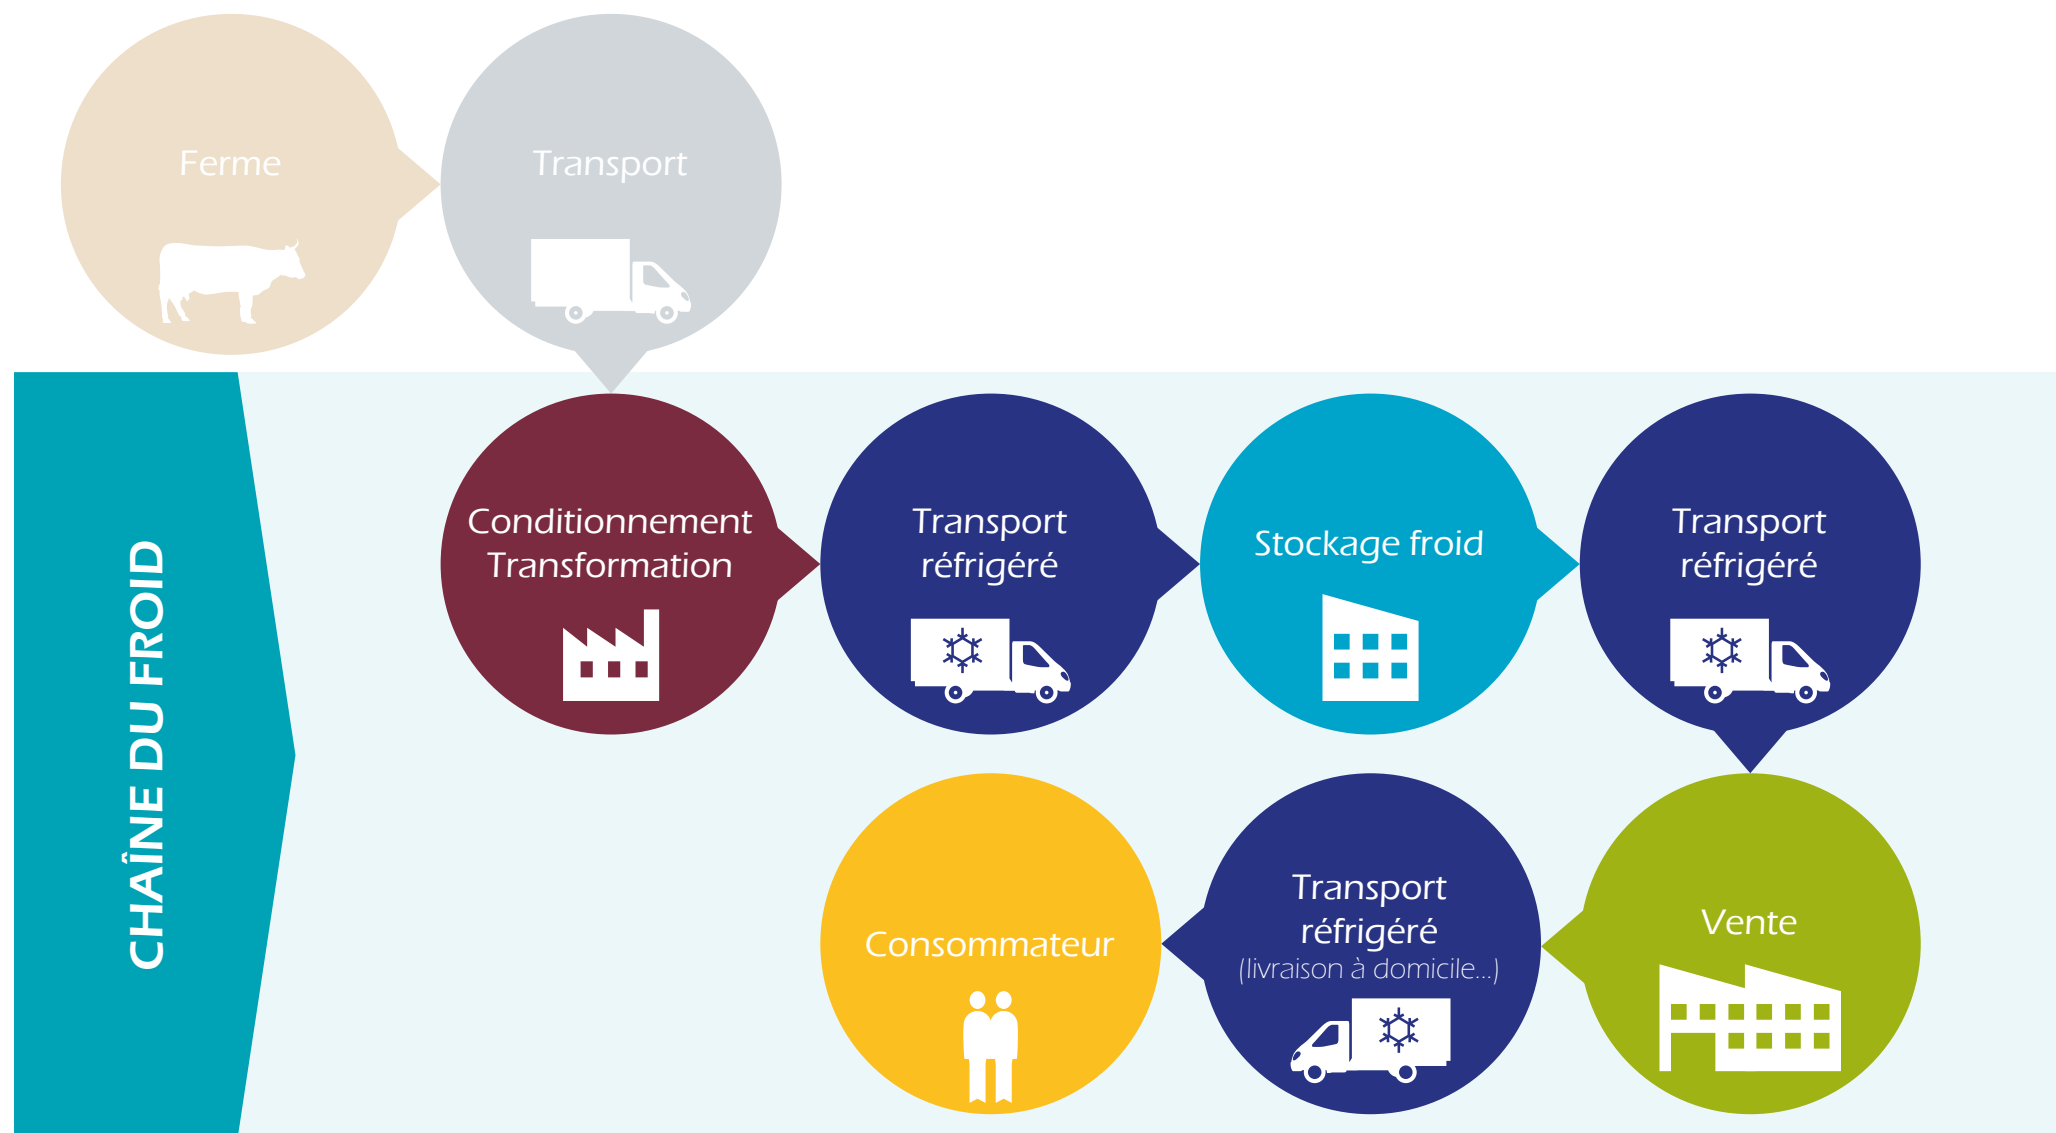 Ferme
Transport
CHAÎNE DU FROID
Conditionnement
Transformation
Transport
réfrigéré
Stockage froid
Transport
réfrigéré
Vente
Transport
réfrigéré
(livraison à domicile...)
Consommateur